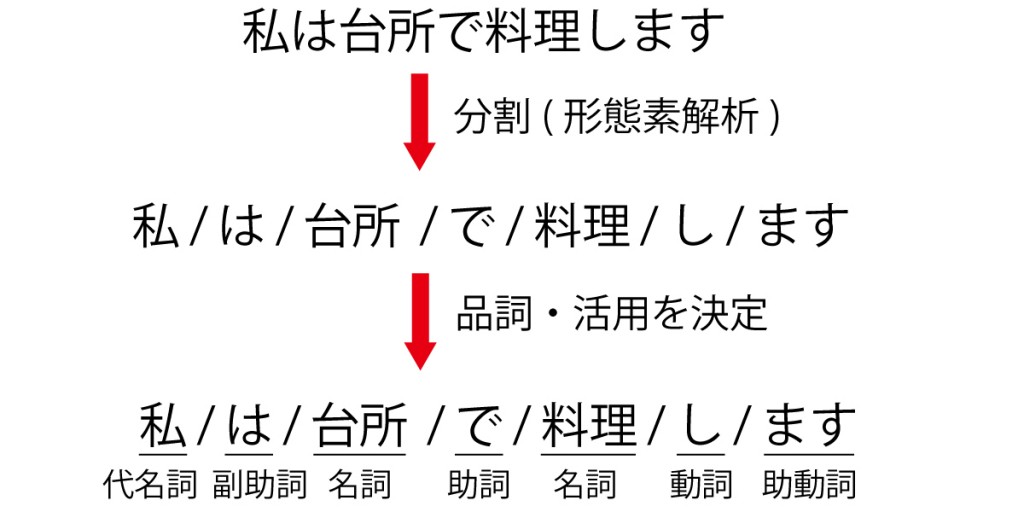 私は台所で料理します
分割 ( 形態素解析 )
私 / は / 台所 / で / 料理 / し / ます
品詞・活用を決定
私 / は / 台所 / で / 料理 / し / ます
代名詞 副助詞 名詞 助詞 名詞 動詞 助動詞